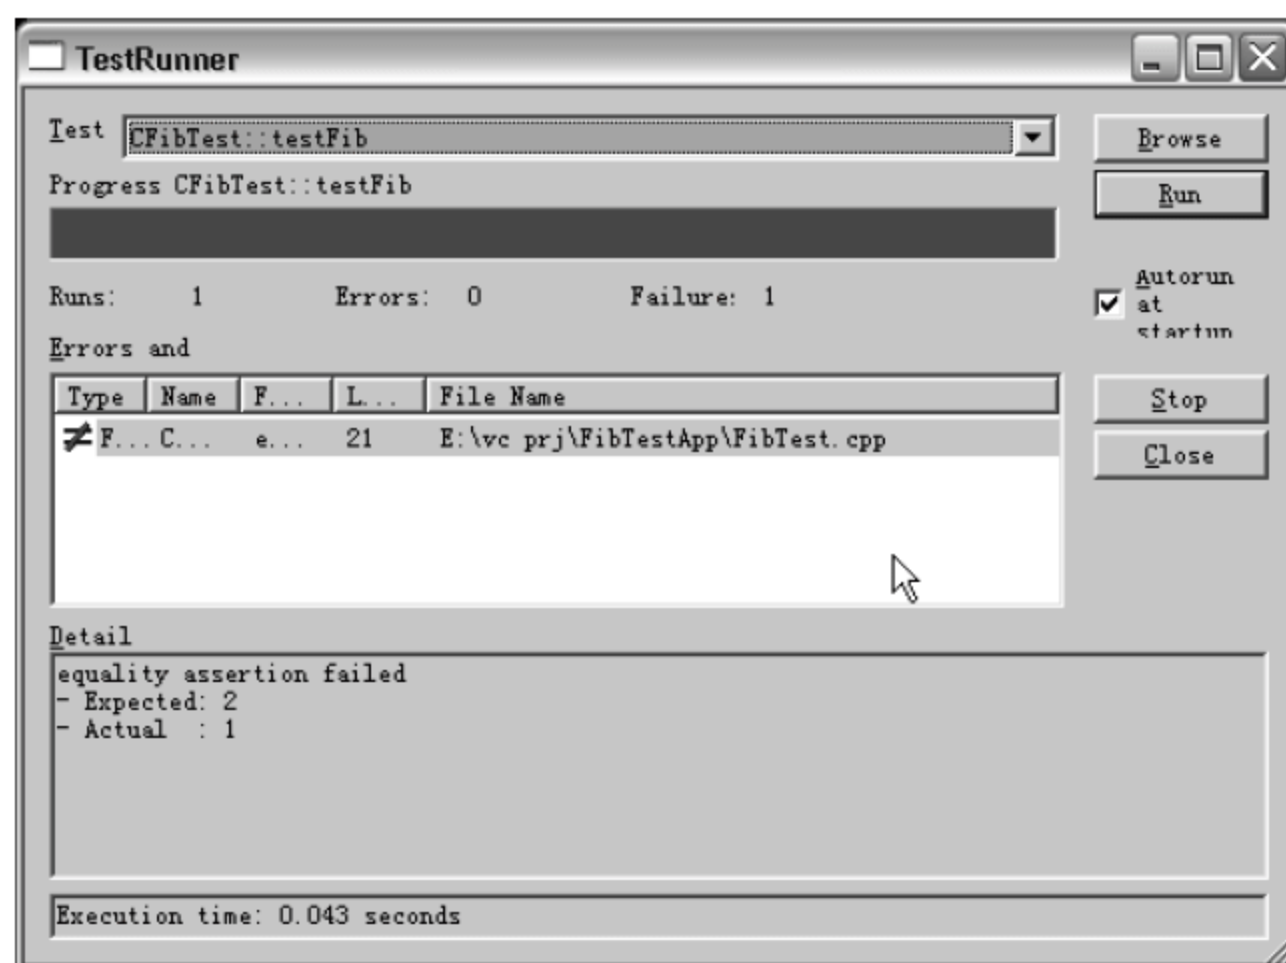 TestRunner
Test CFibTest::testFib
Browse
Progress CFibTest::testFib
Run
Runs: 1 Errors: 0 Failure: 1
Autorun
at
startup
Errors and
Type Name F... L... File Name
F... C... e... 21 E:\vc prj\FibTestApp\FibTest.cpp
Stop
Close
Detail
equality assertion failed
- Expected: 2
- Actual : 1
Execution time: 0.043 seconds